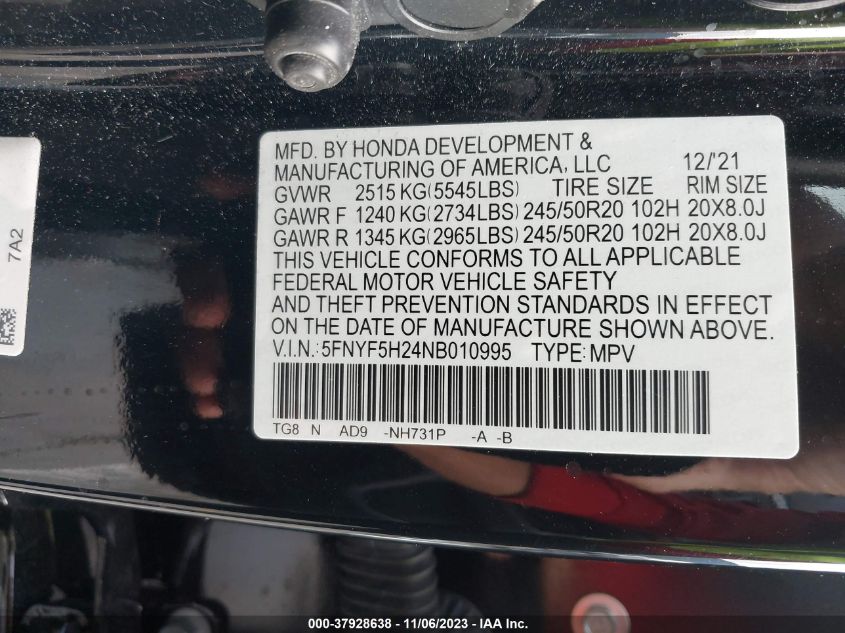 MFD. BY HONDA DEVELOPMENT &
MANUFACTURING OF AMERICA, LLC 12/'21
GVWR 2515 KG(5545LBS) TIRE SIZE RIM SIZE
GAWR F 1240 KG(2734LBS) 245/50R20 102H 20X8.0J
GAWR R 1345 KG(2965LBS) 245/50R20 102H 20X8.0J
THIS VEHICLE CONFORMS TO ALL APPLICABLE
FEDERAL MOTOR VEHICLE SAFETY
AND THEFT PREVENTION STANDARDS IN EFFECT
ON THE DATE OF MANUFACTURE SHOWN ABOVE.
V.I.N.: 5FNYF5H24NB010995 TYPE: MPV
TG8 N AD9 -NH731P -A -B
7A2
000-37928638 - 11/06/2023 - IAA Inc.